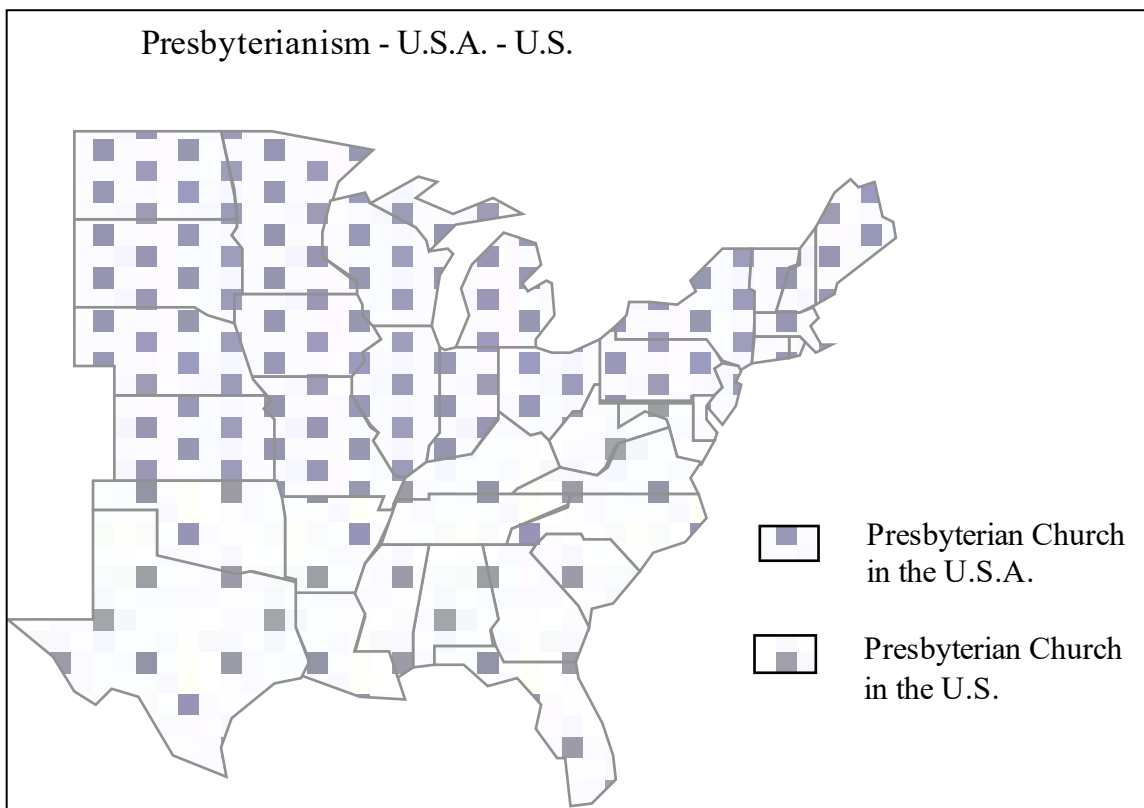 Presbyterianism - U.S.A. - U.S.
Presbyterian Church
in the U.S.A.
Presbyterian Church
in the U.S.